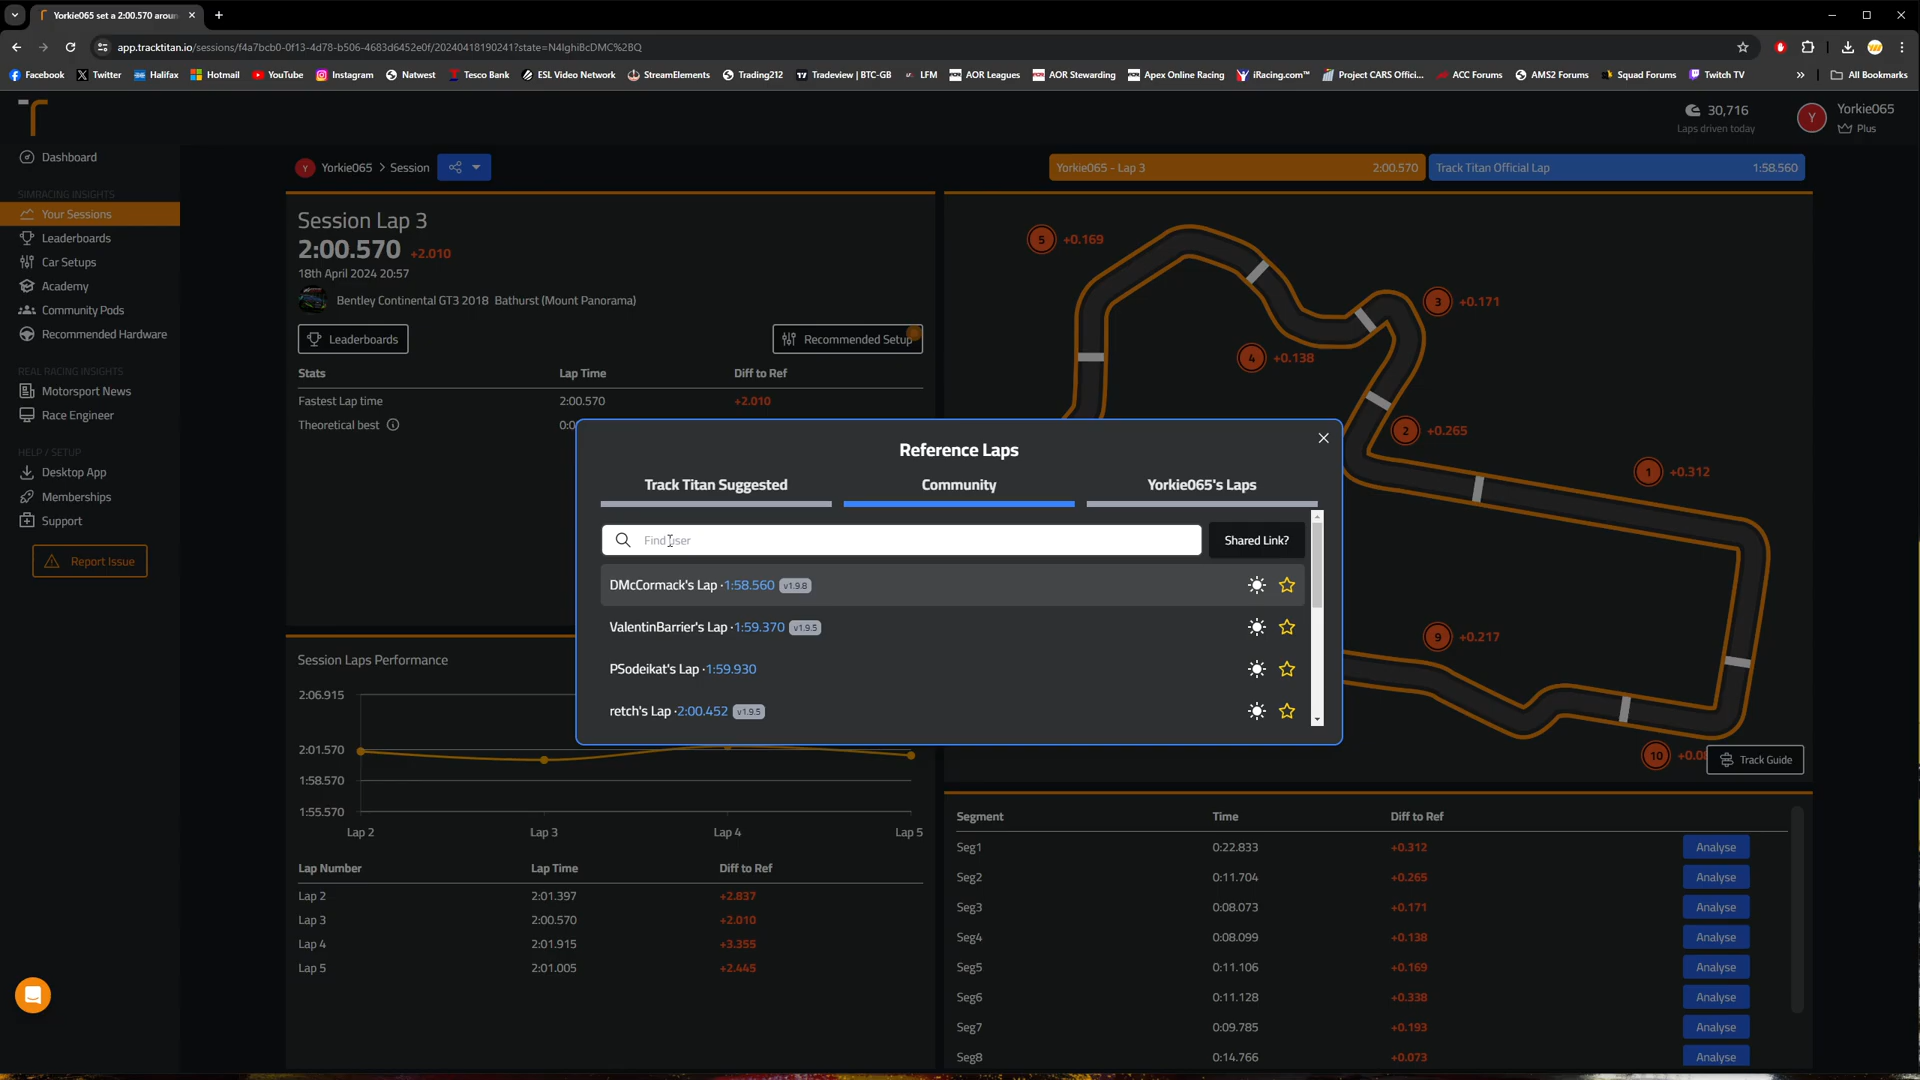 Yorkie065 set a 2:00.570 aroun
app.tracktitan.io/sessions/f4a7bcb0-0f13-4d78-b506-4683d6452e0f/20240418190241?state=N4IghiBcDMC%2BQ
Facebook Twitter Halifax Hotmail YouTube Instagram Natwest Tesco Bank ESL Video Network StreamElements Trading212 Tradeview | BTC-GB LFM AOR Leagues AOR Stewarding Apex Online Racing iRacing.com™ Project CARS Offici... ACC Forums AMS2 Forums Squad Forums Twitch TV » All Bookmarks
30,716
Laps driven today
Y
Yorkie065
Plus
Dashboard
SIMRACING INSIGHTS
Your Sessions
Leaderboards
Car Setups
Academy
Community Pods
Recommended Hardware
REAL RACING INSIGHTS
Motorsport News
Race Engineer
HELP / SETUP
Desktop App
Memberships
Support
Report Issue
Y Yorkie065 > Session
Yorkie065 - Lap 3 2:00.570
Track Titan Official Lap 1:58.560
Session Lap 3
2:00.570 +2.010
18th April 2024 20:57
Bentley Continental GT3 2018 Bathurst (Mount Panorama)
Leaderboards
Recommended Setup
Stats Lap Time Diff to Ref
Fastest Lap time 2:00.570 +2.010
Theoretical best 0:0
5 +0.169
3 +0.171
4 +0.138
2 +0.265
1 +0.312
9 +0.217
10 +0.0
Track Guide
Reference Laps
Track Titan Suggested
Community
Yorkie065's Laps
Find user
Shared Link?
DMcCormack's Lap · 1:58.560 v1.9.8
ValentinBarrier's Lap · 1:59.370 v1.9.5
PSodeikat's Lap · 1:59.930
retch's Lap · 2:00.452 v1.9.5
Session Laps Performance
2:06.915
2:01.570
1:58.570
1:55.570
Lap 2 Lap 3 Lap 4 Lap 5
Lap Number Lap Time Diff to Ref
Lap 2 2:01.397 +2.837
Lap 3 2:00.570 +2.010
Lap 4 2:01.915 +3.355
Lap 5 2:01.005 +2.445
Segment Time Diff to Ref
Seg1 0:22.833 +0.312 Analyse
Seg2 0:11.704 +0.265 Analyse
Seg3 0:08.073 +0.171 Analyse
Seg4 0:08.099 +0.138 Analyse
Seg5 0:11.106 +0.169 Analyse
Seg6 0:11.128 +0.338 Analyse
Seg7 0:09.785 +0.193 Analyse
Seg8 0:14.766 +0.073 Analyse